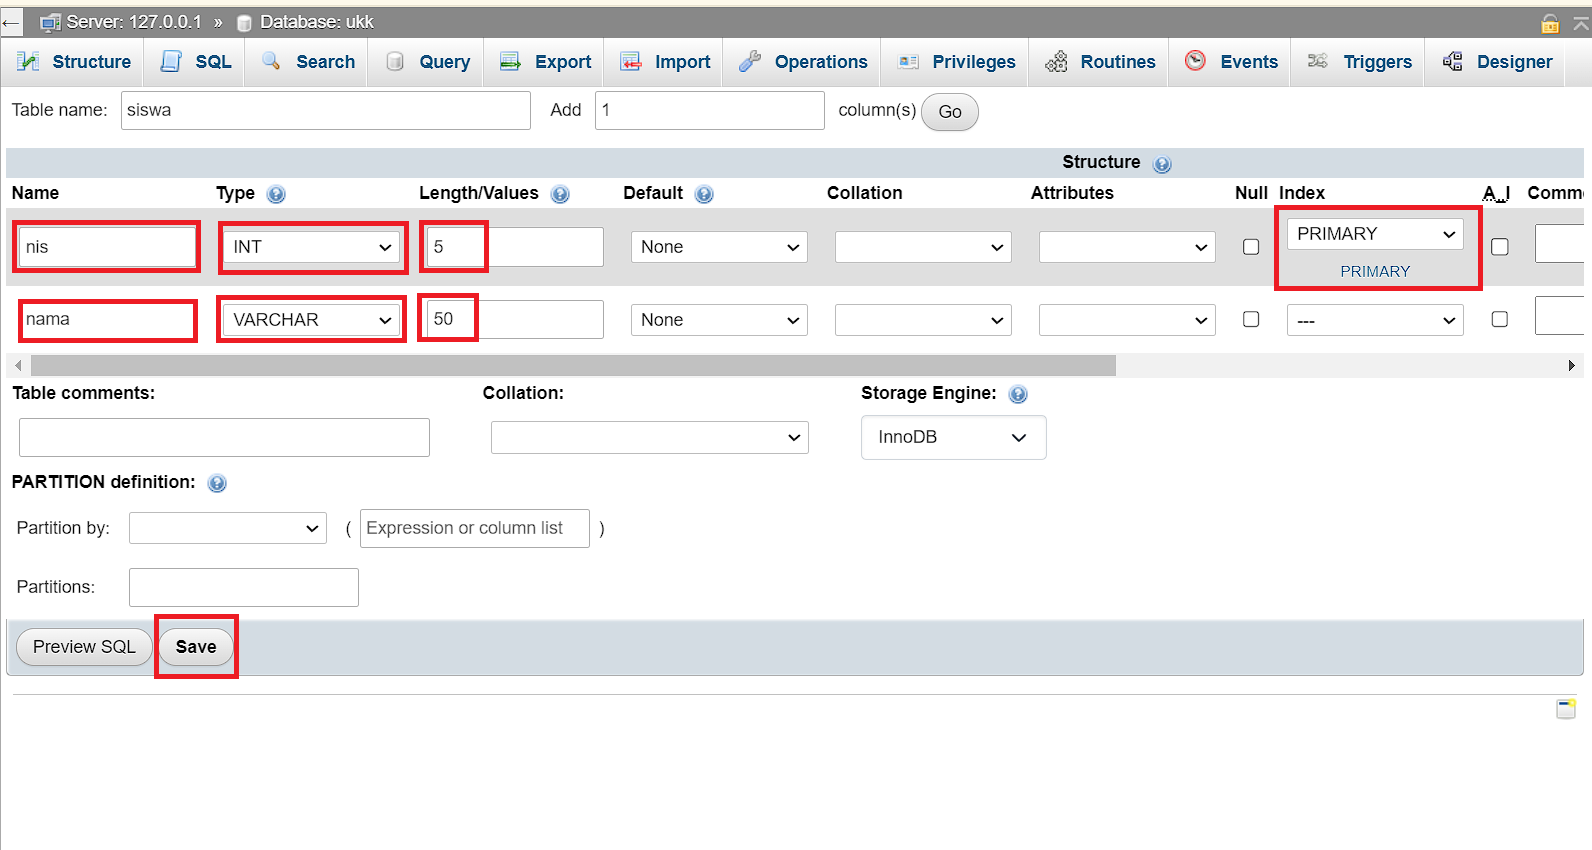 Server: 127.0.0.1 » Database: ukk
Structure SQL Search Query Export Import Operations Privileges Routines Events Triggers Designer
Table name: siswa Add 1 column(s) Go
Structure
Name Type Length/Values Default Collation Attributes Null Index A_I Comme
nis INT 5 None PRIMARY
PRIMARY
nama VARCHAR 50 None ---
Table comments: Collation: Storage Engine:
InnoDB
PARTITION definition:
Partition by: ( Expression or column list )
Partitions:
Preview SQL Save